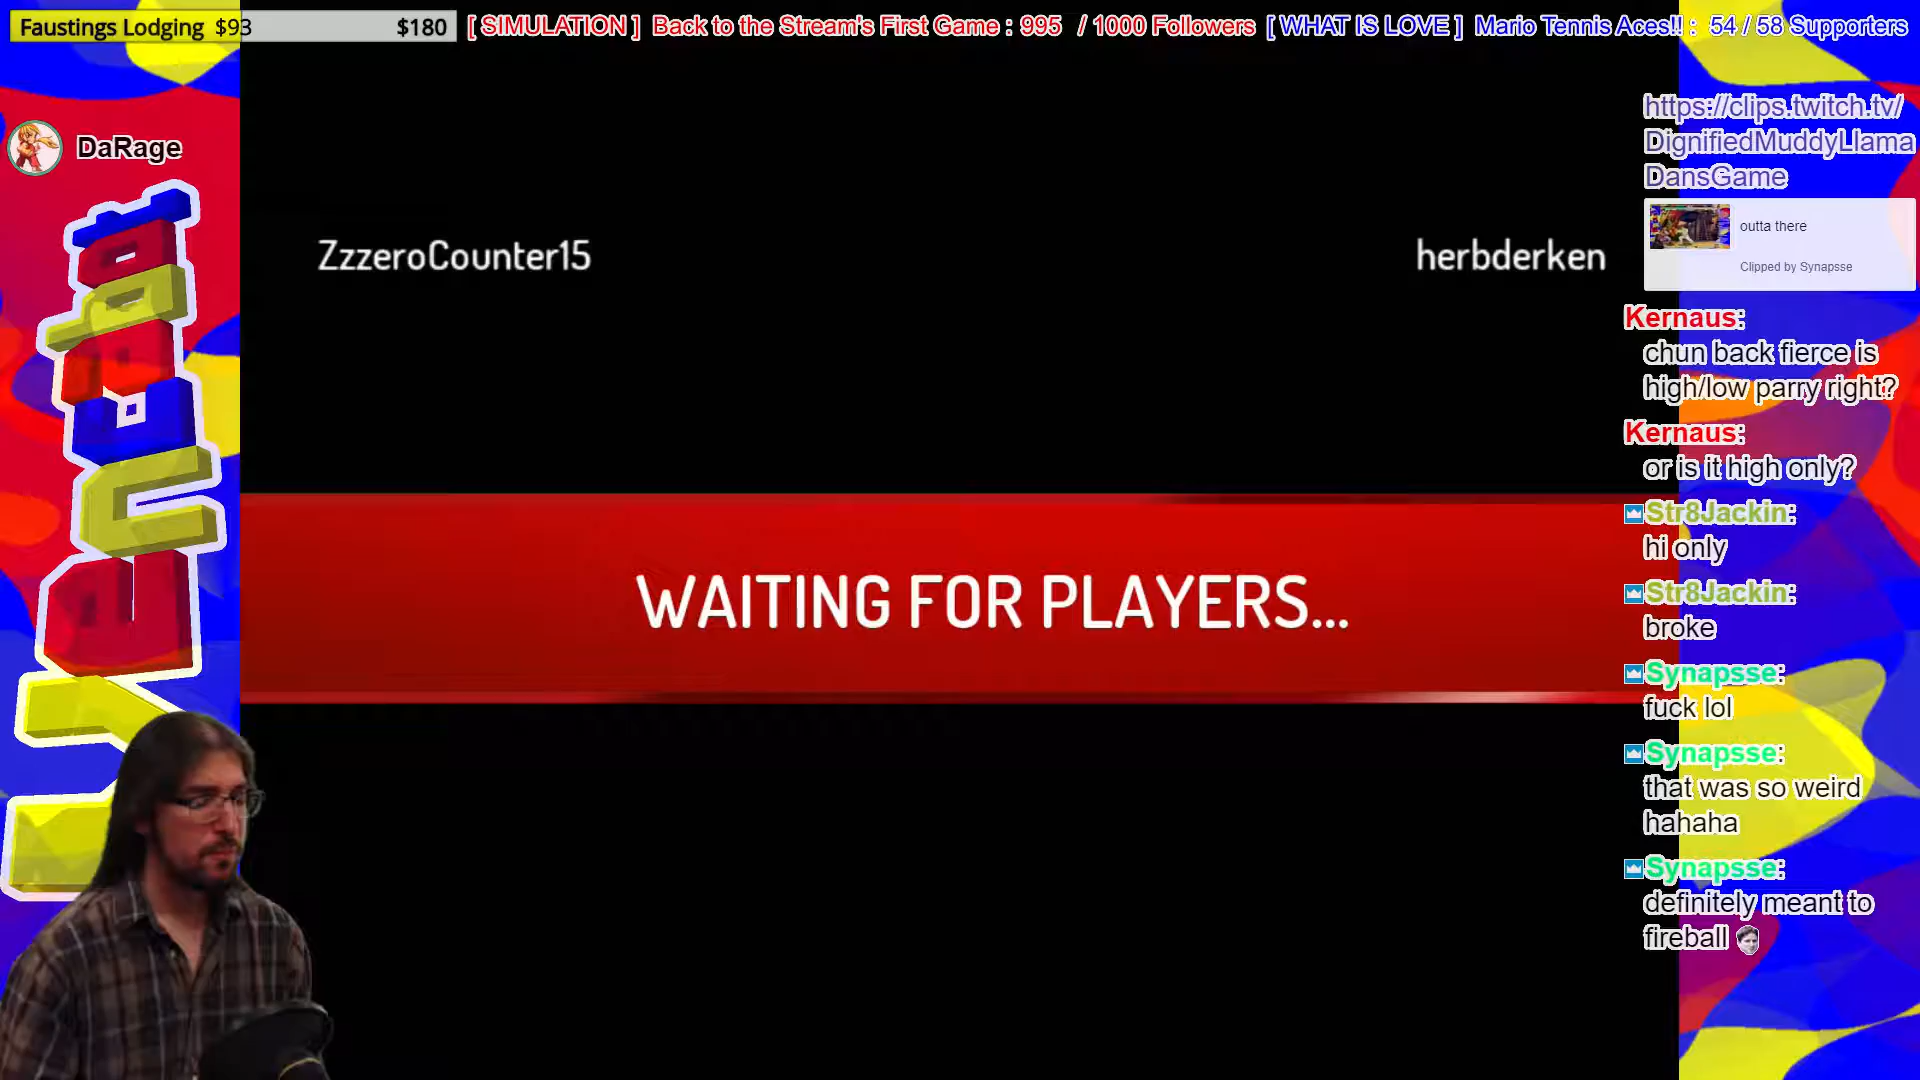 Faustings Lodging $93 $180 [ SIMULATION ] Back to the Stream's First Game : 995 / 1000 Followers [ WHAT IS LOVE ] Mario Tennis Aces!! : 54 / 58 Supporters
DaRage
ZzzeroCounter15
herbderken
WAITING FOR PLAYERS...
https://clips.twitch.tv/
DignifiedMuddyLlama
DansGame
outta there
Clipped by Synapsse
Kernaus:
chun back fierce is
high/low parry right?
Kernaus:
or is it high only?
Str8Jackin:
hi only
Str8Jackin:
broke
Synapsse:
fuck lol
Synapsse:
that was so weird
hahaha
Synapsse:
definitely meant to
fireball